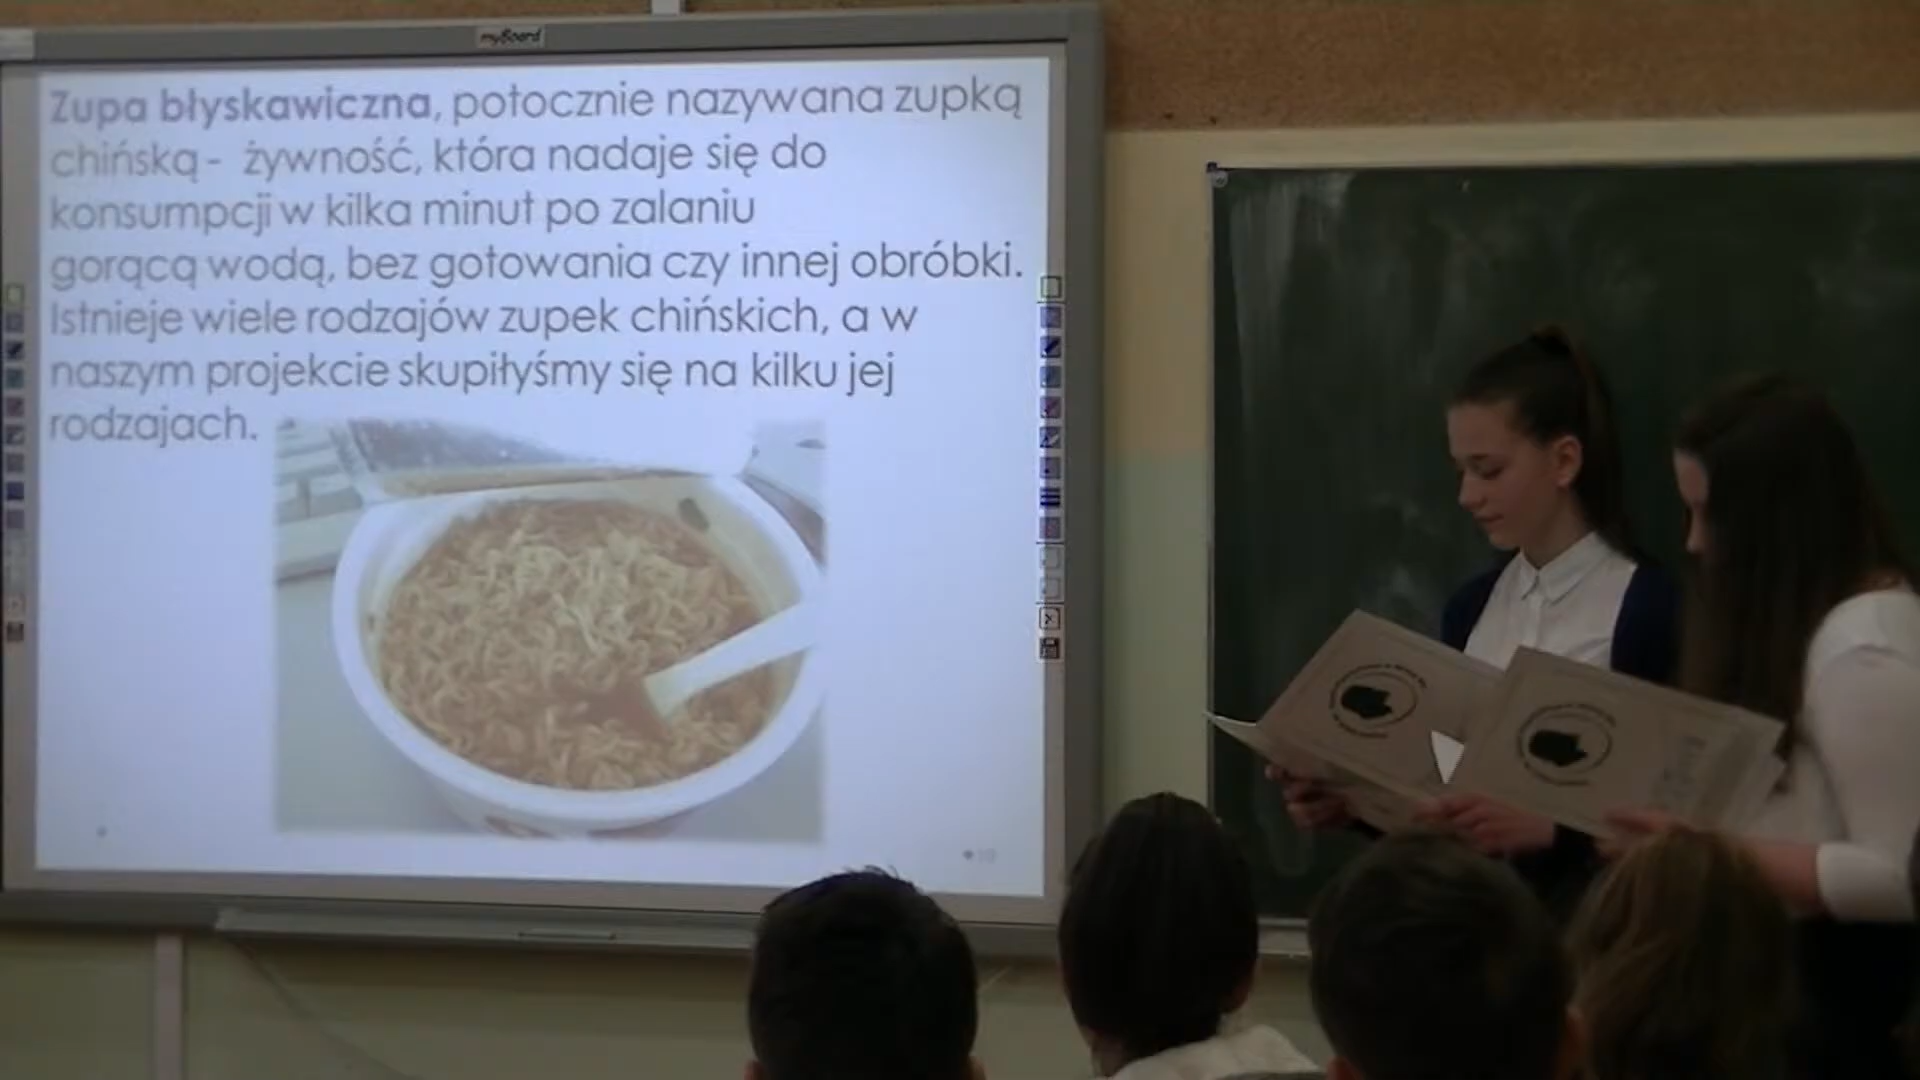 myBoard
Zupa błyskawiczna, potocznie nazywana zupką
chińską - żywność, która nadaje się do
konsumpcji w kilka minut po zalaniu
gorącą wodą, bez gotowania czy innej obróbki.
Istnieje wiele rodzajów zupek chińskich, a w
naszym projekcie skupiłyśmy się na kilku jej
rodzajach.